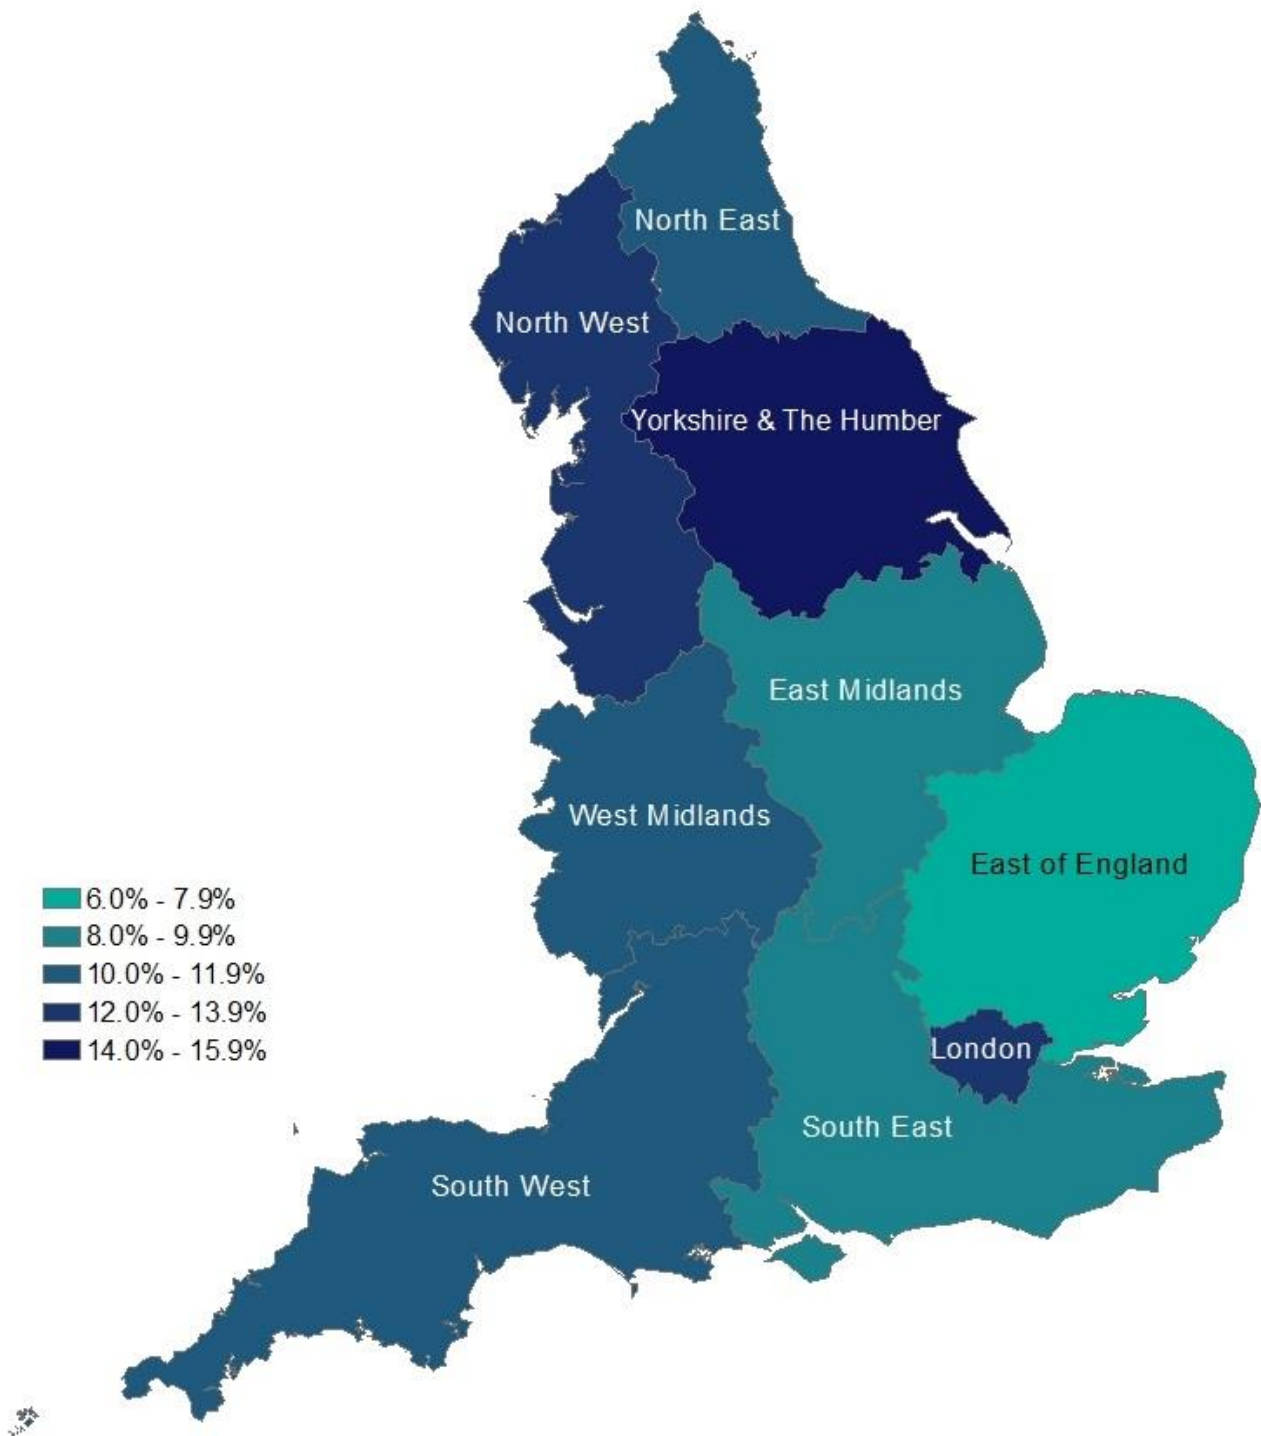 North East
North West
Yorkshire & The Humber
East Midlands
West Midlands
East of England
6.0% - 7.9%
8.0% - 9.9%
10.0% - 11.9%
12.0% - 13.9%
14.0% - 15.9%
London
South East
South West